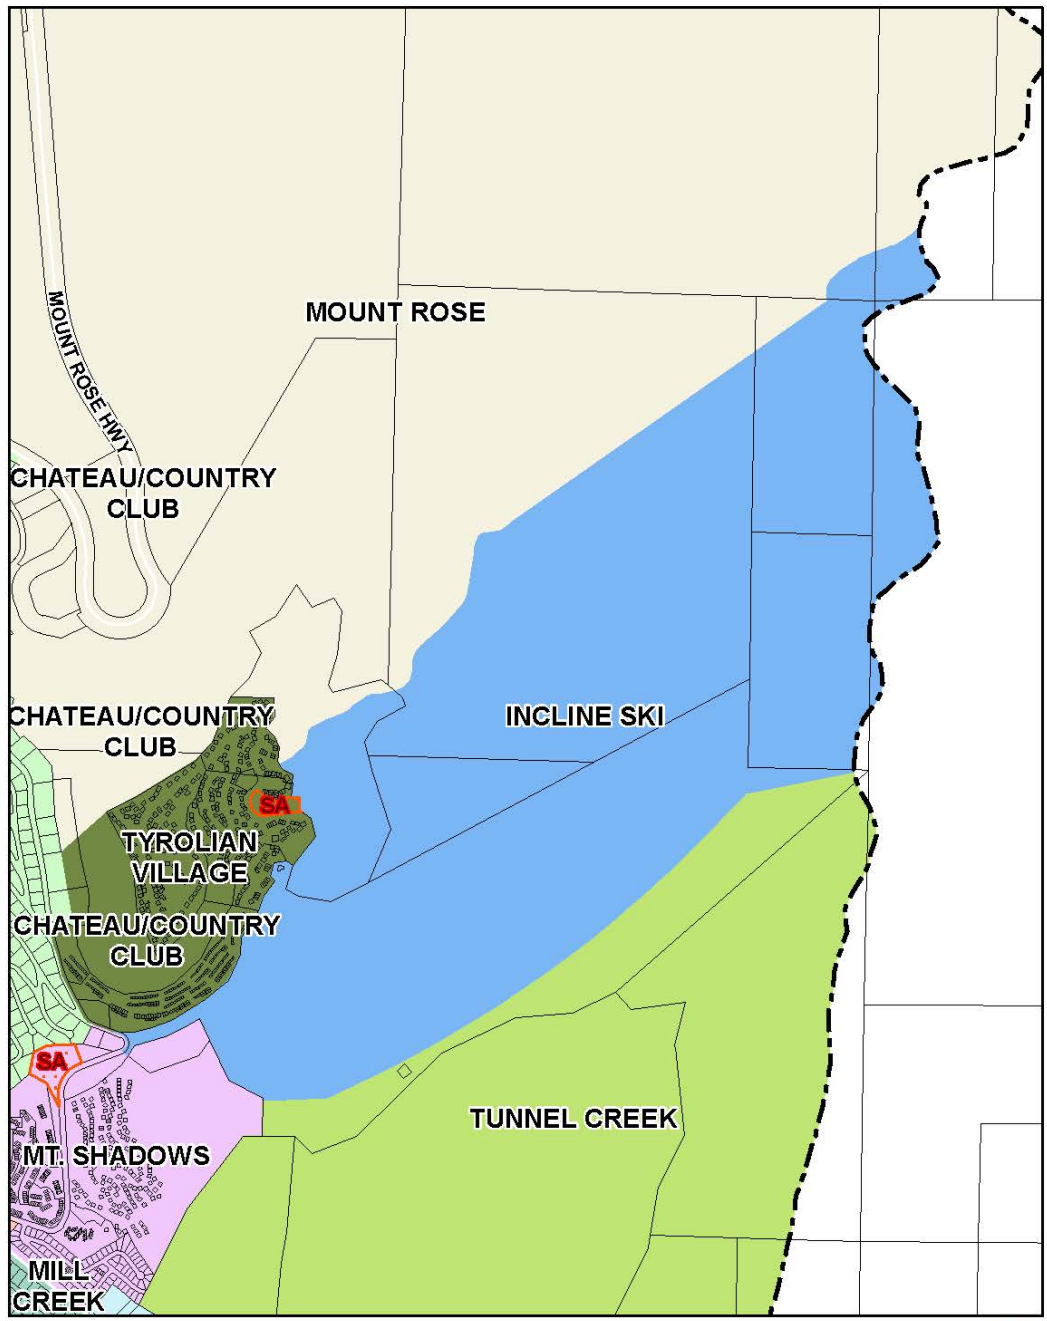 MOUNT ROSE
MOUNT ROSE HWY
CHATEAU/COUNTRY
CLUB
CHATEAU/COUNTRY
CLUB
INCLINE SKI
SA
TYROLIAN
VILLAGE
CHATEAU/COUNTRY
CLUB
SA
TUNNEL CREEK
MT. SHADOWS
MILL
CREEK